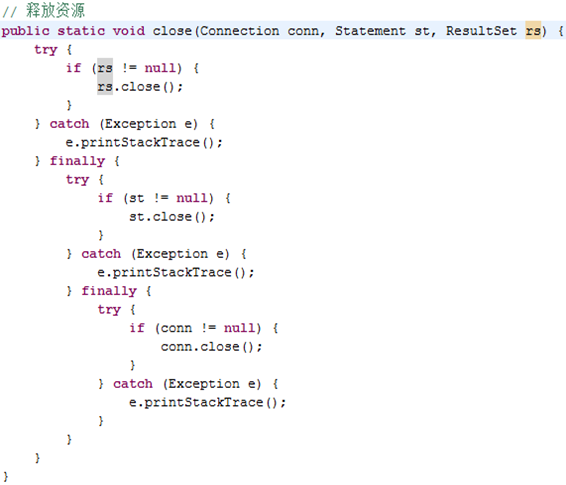 // 释放资源
public static void close(Connection conn, Statement st, ResultSet rs) {
    try {
        if (rs != null) {
            rs.close();
        }
    } catch (Exception e) {
        e.printStackTrace();
    } finally {
        try {
            if (st != null) {
                st.close();
            }
        } catch (Exception e) {
            e.printStackTrace();
        } finally {
            try {
                if (conn != null) {
                    conn.close();
                }
            } catch (Exception e) {
                e.printStackTrace();
            }
        }
    }
}